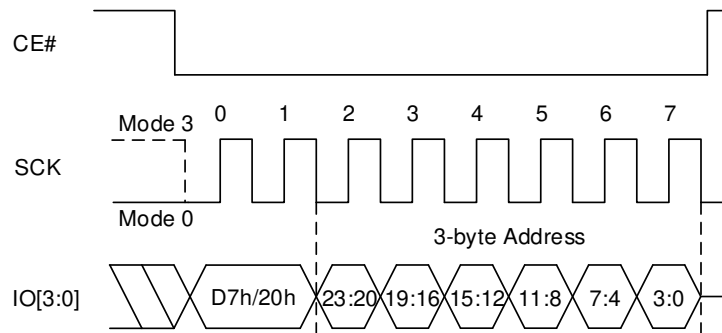 CE#
0 1 2 3 4 5 6 7
Mode 3
SCK
Mode 0
3-byte Address
IO[3:0] D7h/20h 23:20 19:16 15:12 11:8 7:4 3:0